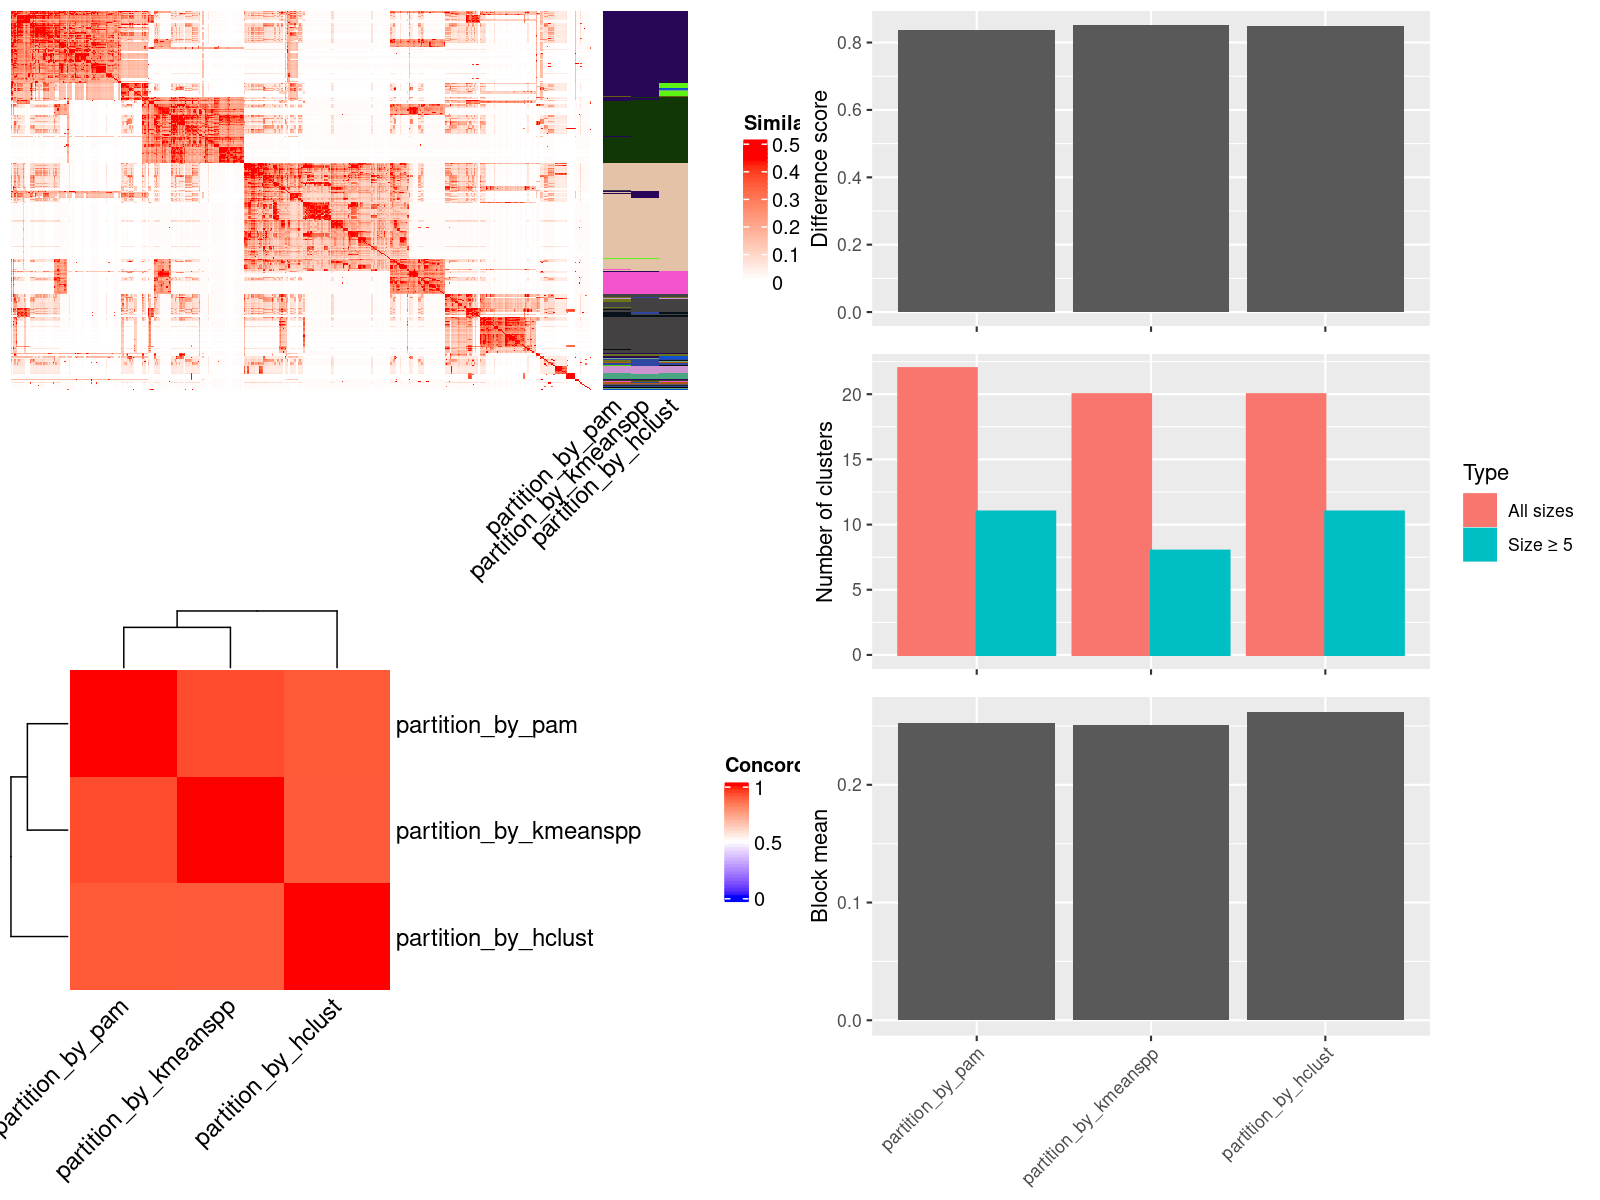 Simila
0.5
0.4
0.3
0.2
0.1
0
partition_by_pam
partition_by_kmeanspp
partition_by_hclust
partition_by_pam
partition_by_kmeanspp
partition_by_hclust
Concord
1
0.5
0
partition_by_pam
partition_by_kmeanspp
partition_by_hclust
Difference score
0.8
0.6
0.4
0.2
0.0
Number of clusters
20
15
10
5
0
Type
All sizes
Size ≥ 5
Block mean
0.2
0.1
0.0
partition_by_pam
partition_by_kmeanspp
partition_by_hclust